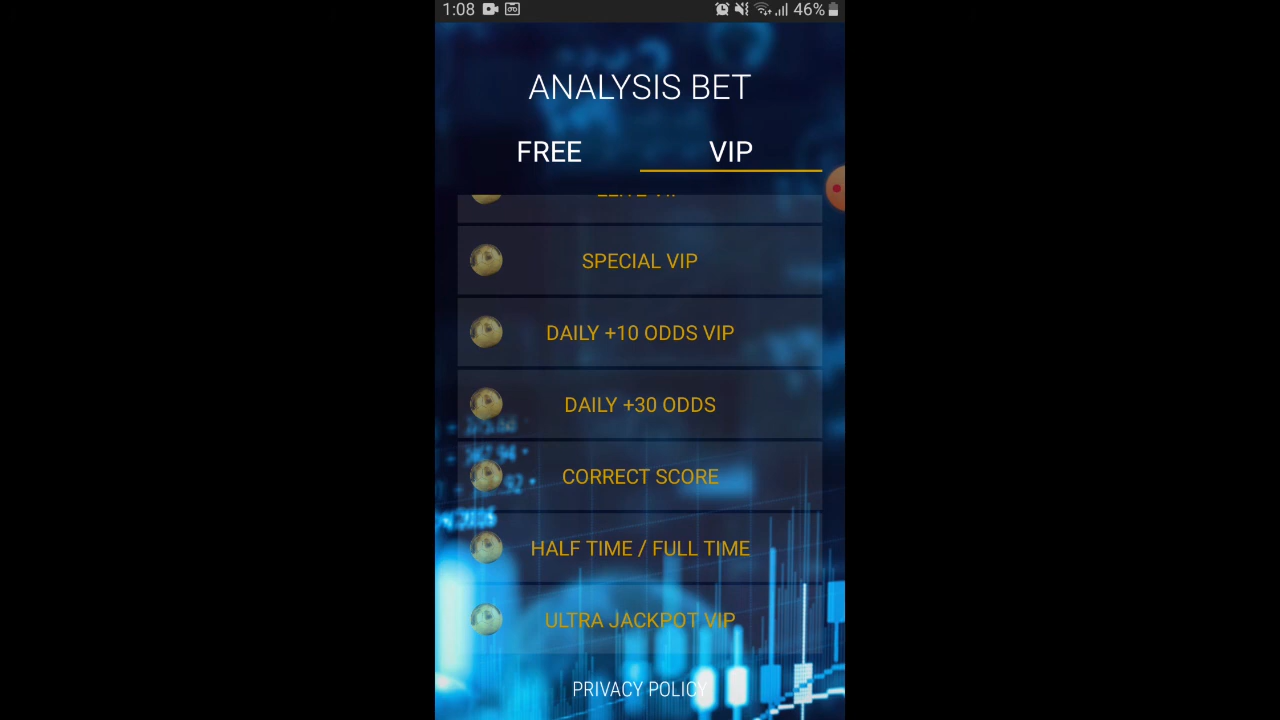 1:08 46%
ANALYSIS BET
FREE VIP
SPECIAL VIP
DAILY +10 ODDS VIP
DAILY +30 ODDS
CORRECT SCORE
HALF TIME / FULL TIME
ULTRA JACKPOT VIP
PRIVACY POLICY